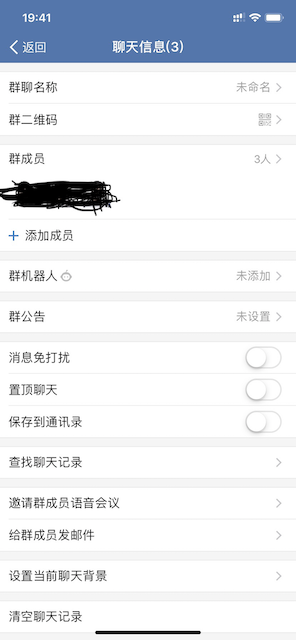 19:41
返回
聊天信息(3)
群聊名称
未命名
群二维码
群成员
3人
添加成员
群机器人
未添加
群公告
未设置
消息免打扰
置顶聊天
保存到通讯录
查找聊天记录
邀请群成员语音会议
给群成员发邮件
设置当前聊天背景
清空聊天记录